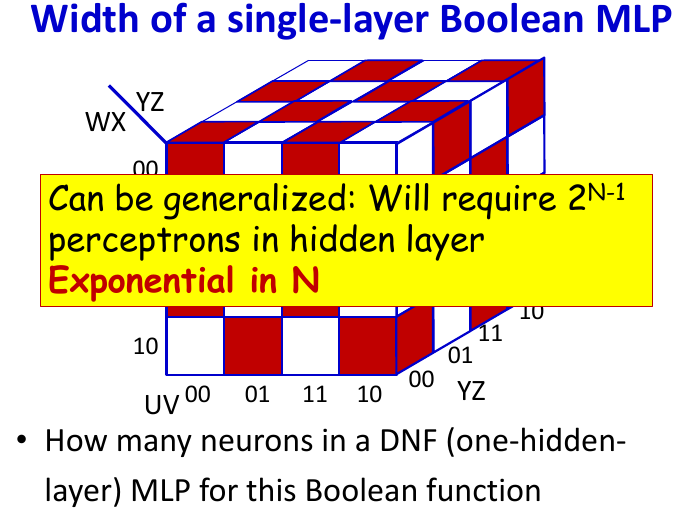 Width of a single-layer Boolean MLP
YZ
WX
00
Can be generalized: Will require 2^N-1
perceptrons in hidden layer
Exponential in N
10
11
01
00
YZ
10
UV
00 01 11 10
• How many neurons in a DNF (one-hidden-
layer) MLP for this Boolean function